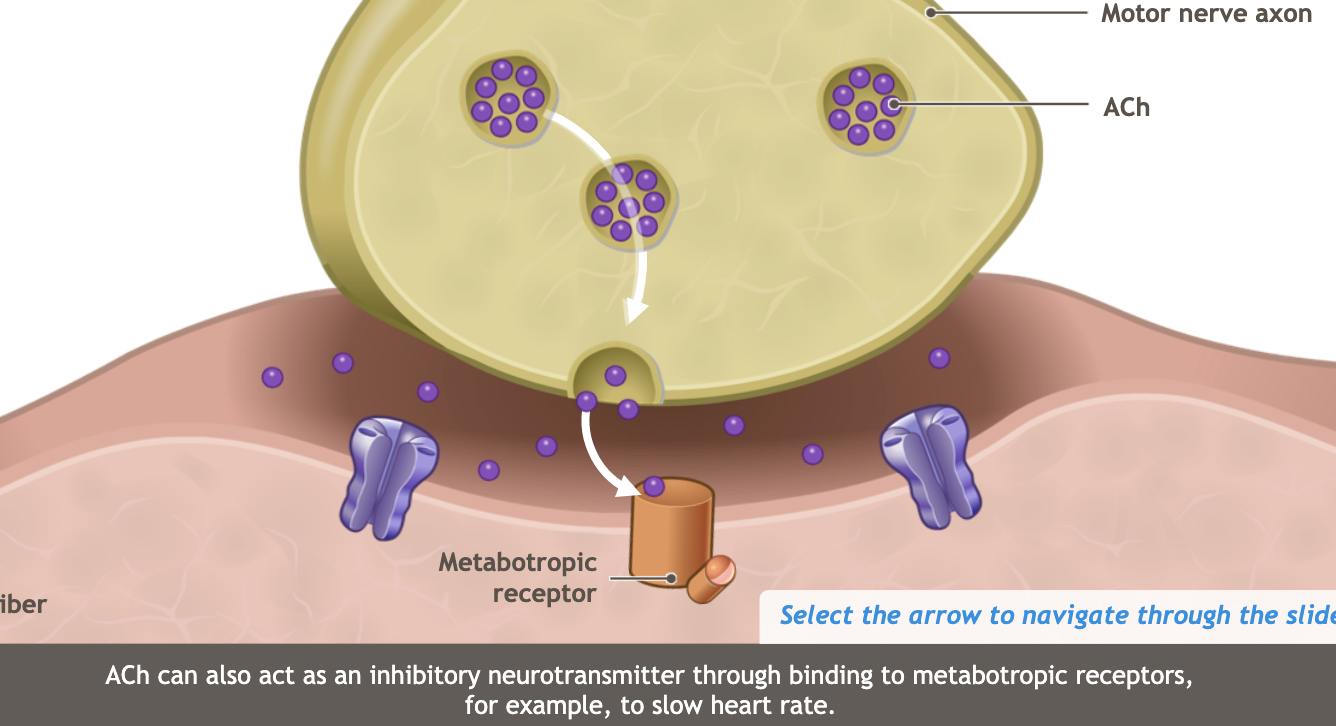 Motor nerve axon
ACh
Metabotropic
receptor
iber
Select the arrow to navigate through the slide
ACh can also act as an inhibitory neurotransmitter through binding to metabotropic receptors,
for example, to slow heart rate.